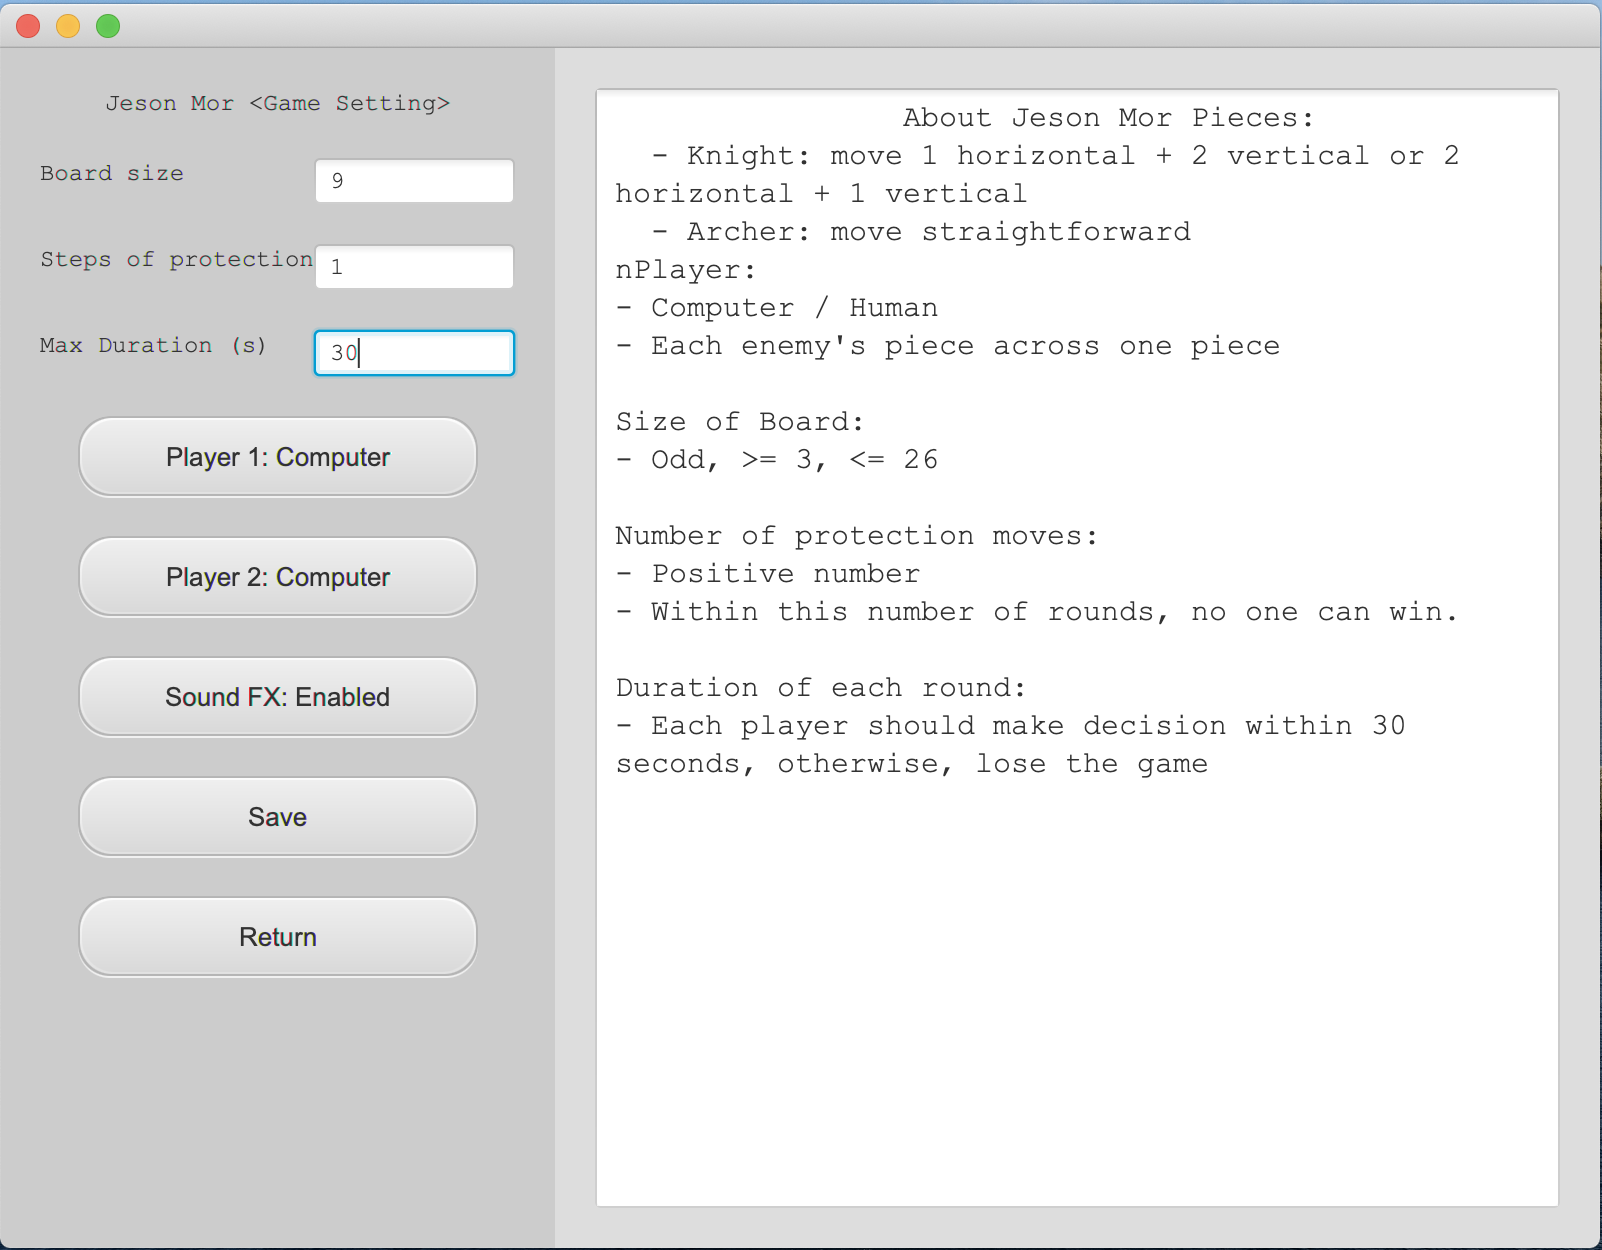 Jeson Mor <Game Setting>
Board size
9
Steps of protection
1
Max Duration (s)
30
Player 1: Computer
Player 2: Computer
Sound FX: Enabled
Save
Return
About Jeson Mor Pieces:
- Knight: move 1 horizontal + 2 vertical or 2
horizontal + 1 vertical
- Archer: move straightforward
nPlayer:
- Computer / Human
- Each enemy's piece across one piece
Size of Board:
- Odd, >= 3, <= 26
Number of protection moves:
- Positive number
- Within this number of rounds, no one can win.
Duration of each round:
- Each player should make decision within 30
seconds, otherwise, lose the game